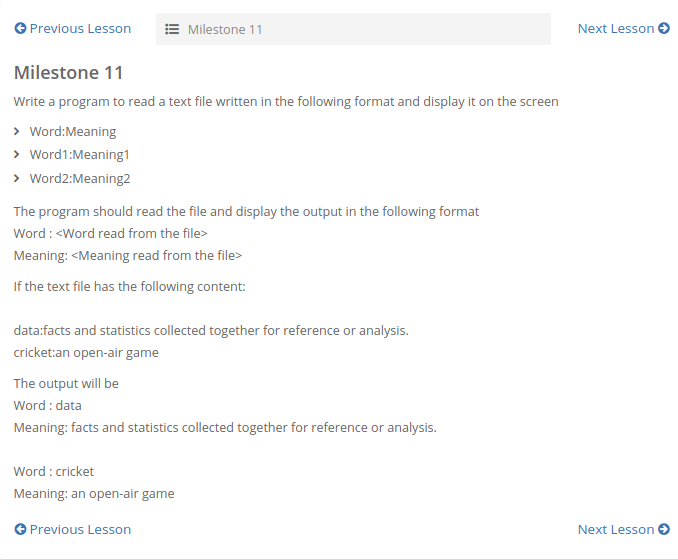 Previous Lesson
Milestone 11
Next Lesson
Milestone 11
Write a program to read a text file written in the following format and display it on the screen
Word:Meaning
Word1:Meaning1
Word2:Meaning2
The program should read the file and display the output in the following format
Word : <Word read from the file>
Meaning: <Meaning read from the file>
If the text file has the following content:
data:facts and statistics collected together for reference or analysis.
cricket:an open-air game
The output will be
Word : data
Meaning: facts and statistics collected together for reference or analysis.
Word : cricket
Meaning: an open-air game
Previous Lesson
Next Lesson